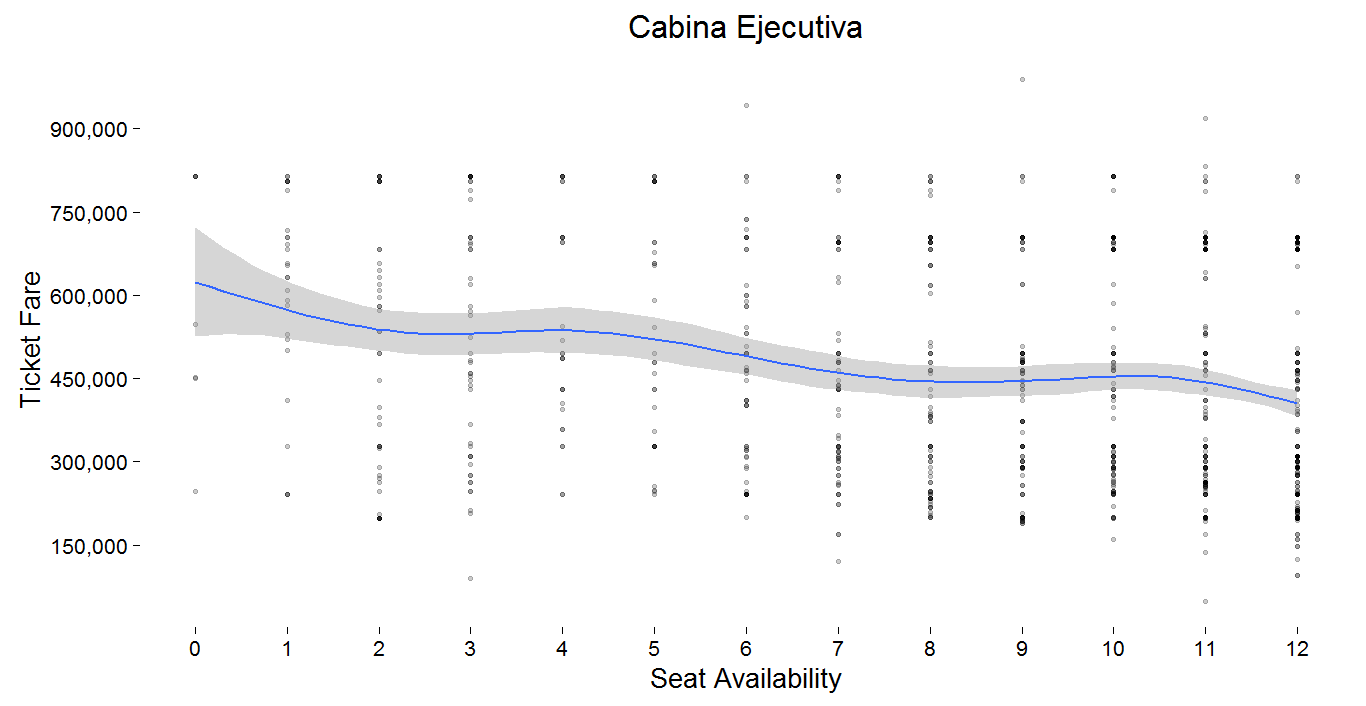 Cabina Ejecutiva
Ticket Fare
900,000
750,000
600,000
450,000
300,000
150,000
0 1 2 3 4 5 6 7 8 9 10 11 12
Seat Availability